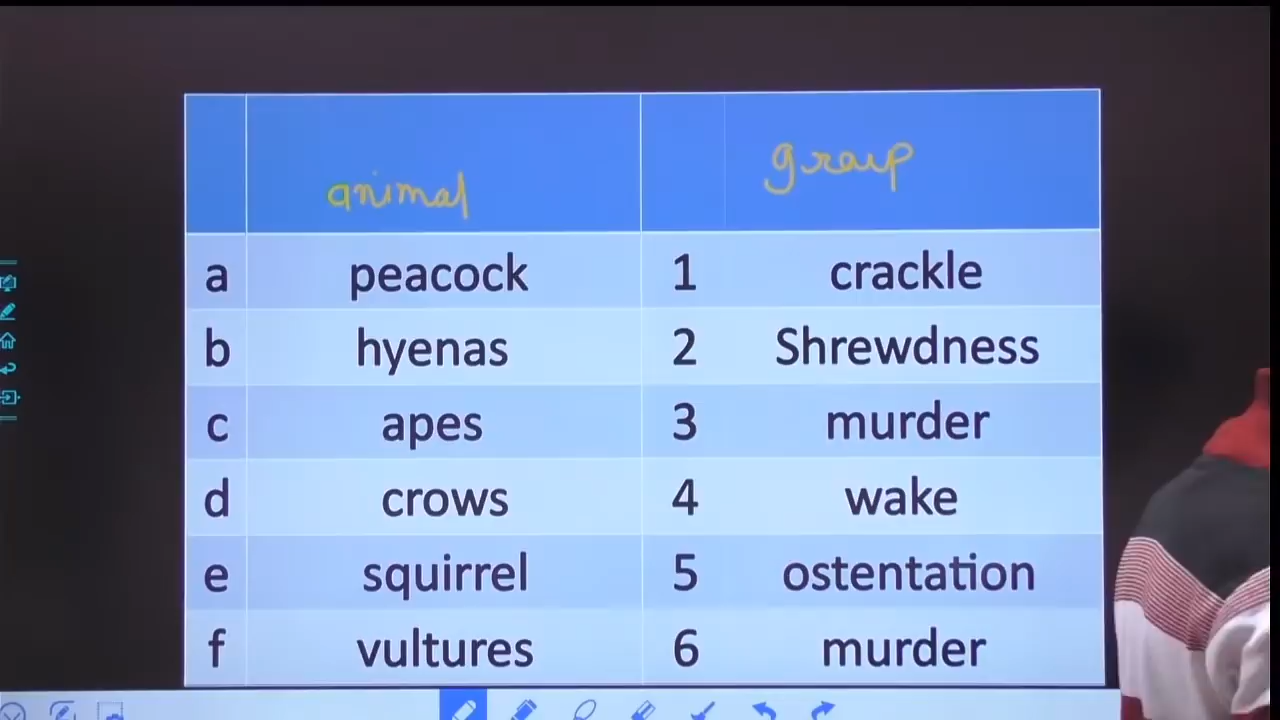 animal group
a peacock 1 crackle
b hyenas 2 Shrewdness
c apes 3 murder
d crows 4 wake
e squirrel 5 ostentation
f vultures 6 murder